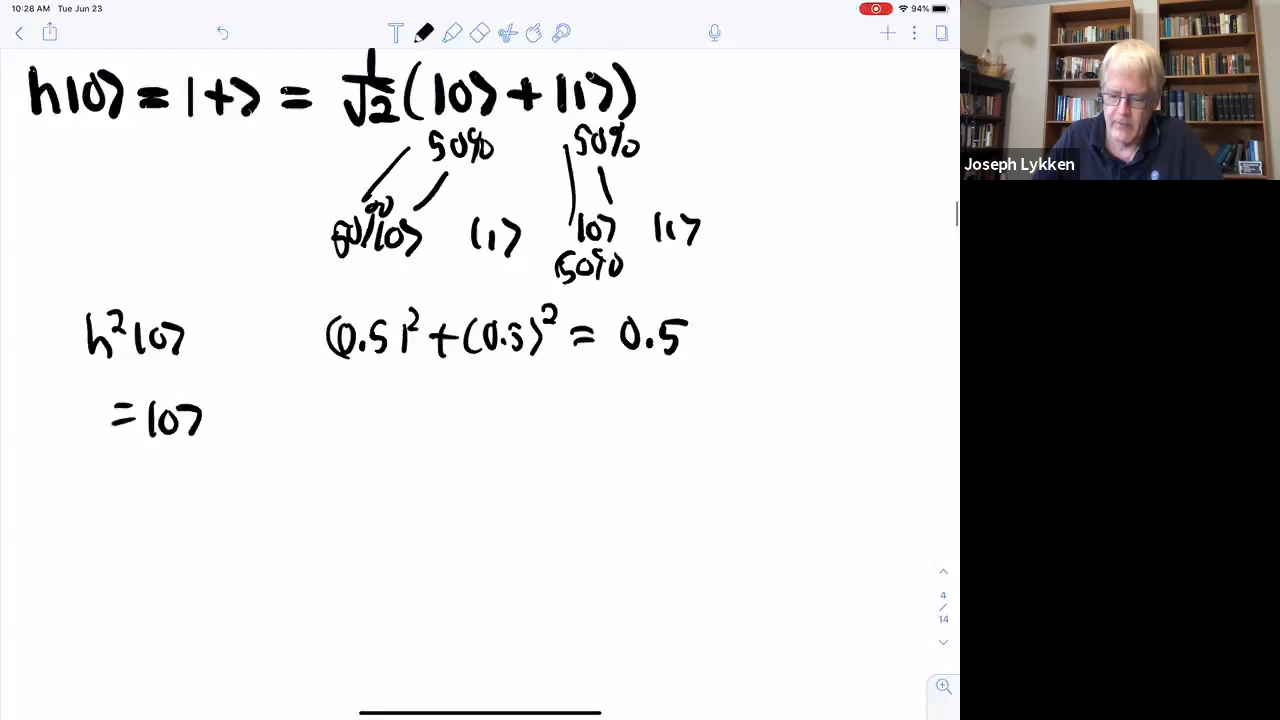 10:28 AM Tue Jun 23
94%
T
h|0⟩ = |+⟩ = 1/√2 (|0⟩ + |1⟩)
50% 50%
50% |0⟩ |1⟩ |0⟩ |1⟩
50%
h²|0⟩ (0.5)² + (0.5)² = 0.5
= |0⟩
4
/
14
Joseph Lykken